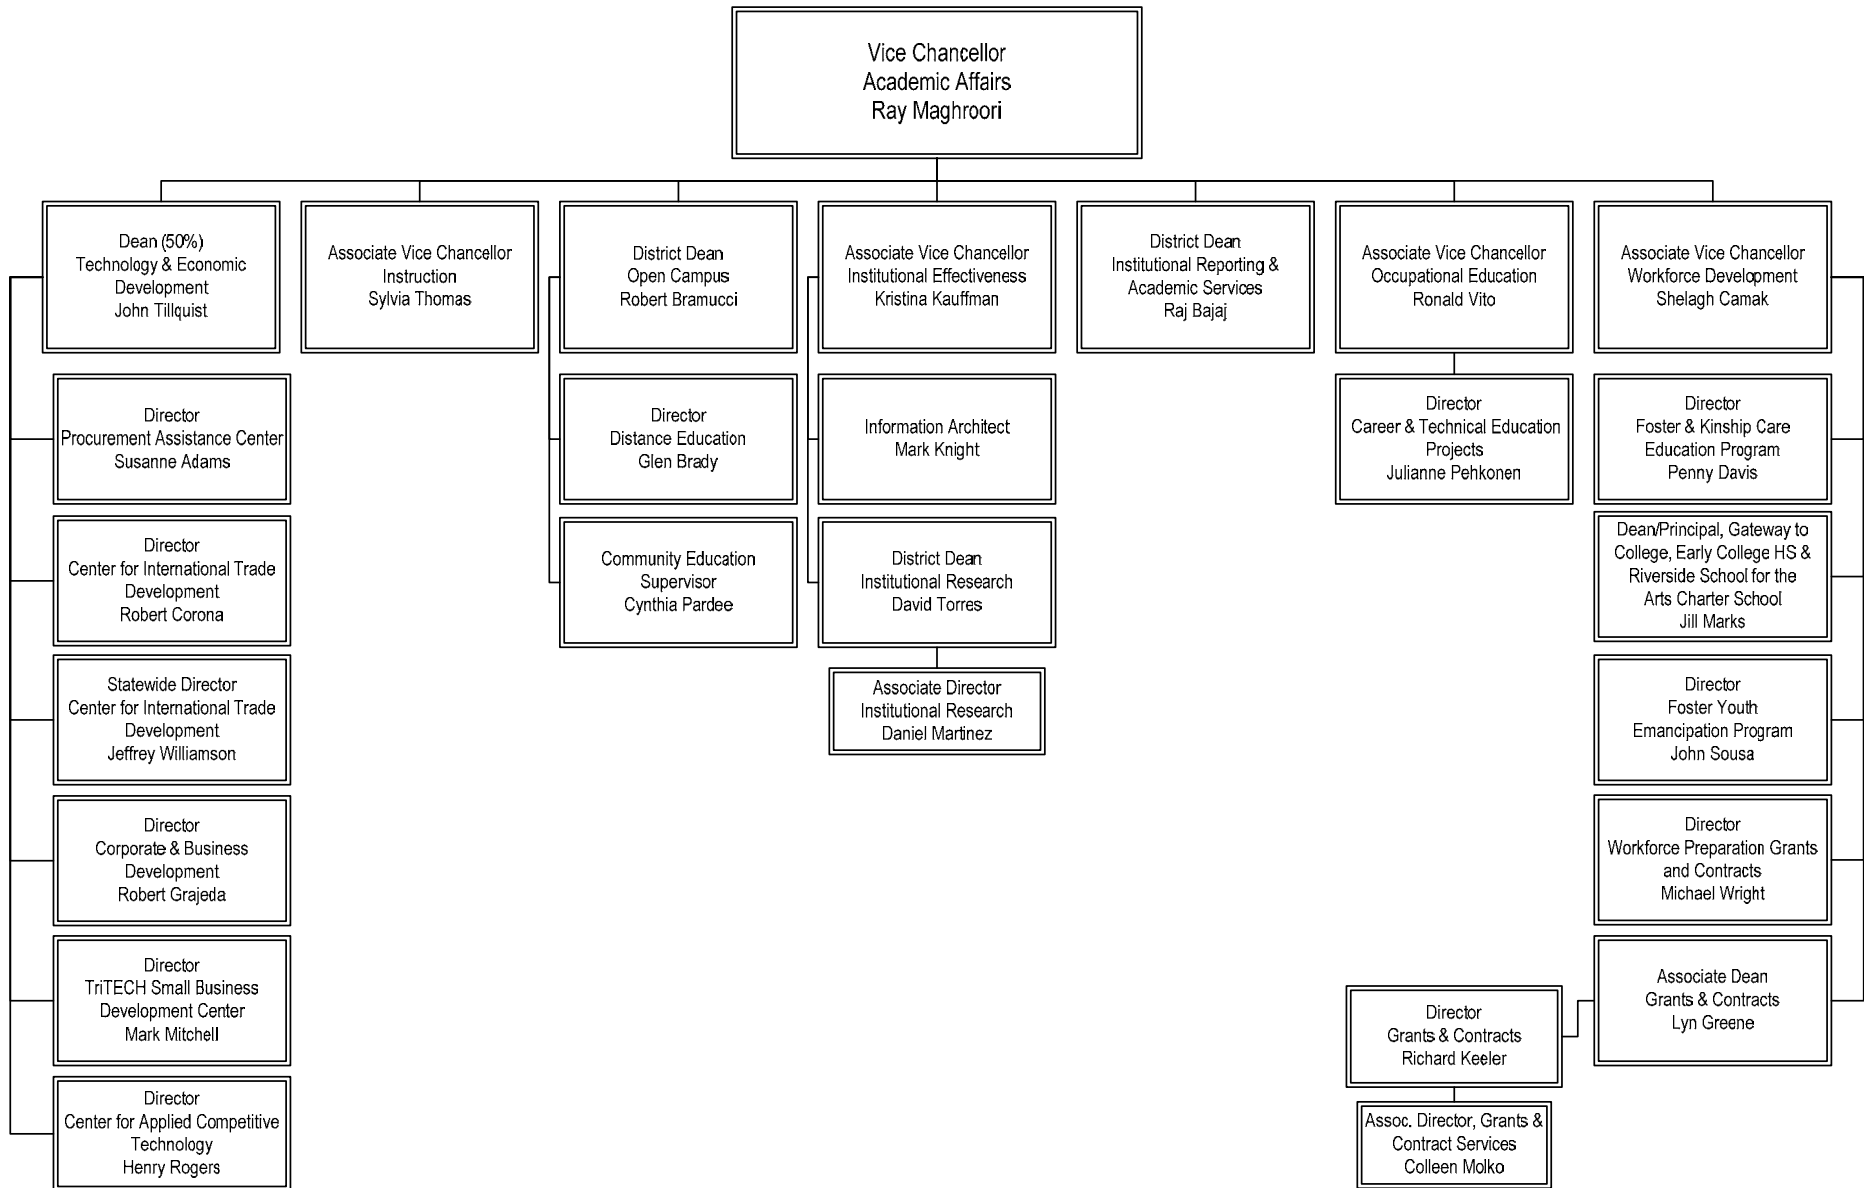 Vice Chancellor
Academic Affairs
Ray Maghroori
Dean (50%)
Technology & Economic
Development
John Tillquist
Associate Vice Chancellor
Instruction
Sylvia Thomas
District Dean
Open Campus
Robert Bramucci
Associate Vice Chancellor
Institutional Effectiveness
Kristina Kauffman
District Dean
Institutional Reporting &
Academic Services
Raj Bajaj
Associate Vice Chancellor
Occupational Education
Ronald Vito
Associate Vice Chancellor
Workforce Development
Shelagh Camak
Director
Procurement Assistance Center
Susanne Adams
Director
Distance Education
Glen Brady
Information Architect
Mark Knight
Director
Career & Technical Education
Projects
Julianne Pehkonen
Director
Foster & Kinship Care
Education Program
Penny Davis
Director
Center for International Trade
Development
Robert Corona
Community Education
Supervisor
Cynthia Pardee
District Dean
Institutional Research
David Torres
Dean/Principal, Gateway to
College, Early College HS &
Riverside School for the
Arts Charter School
Jill Marks
Statewide Director
Center for International Trade
Development
Jeffrey Williamson
Associate Director
Institutional Research
Daniel Martinez
Director
Foster Youth
Emancipation Program
John Sousa
Director
Corporate & Business
Development
Robert Grajeda
Director
Workforce Preparation Grants
and Contracts
Michael Wright
Director
TriTECH Small Business
Development Center
Mark Mitchell
Director
Grants & Contracts
Richard Keeler
Associate Dean
Grants & Contracts
Lyn Greene
Director
Center for Applied Competitive
Technology
Henry Rogers
Assoc. Director, Grants &
Contract Services
Colleen Molko